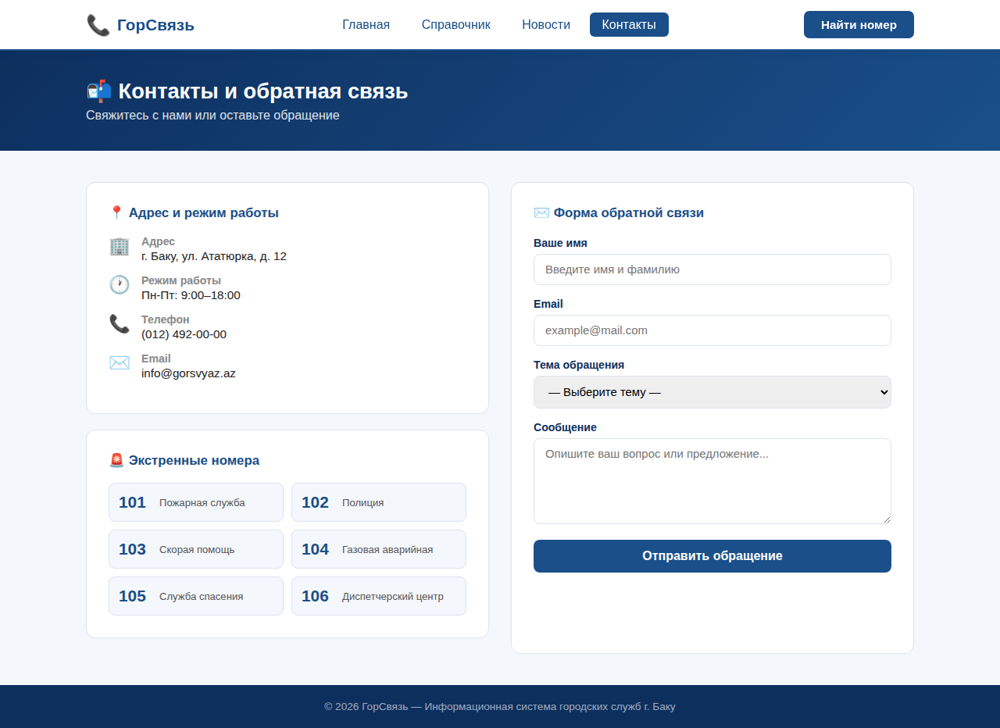 ГорСвязь
Главная
Справочник
Новости
Контакты
Найти номер
Контакты и обратная связь
Свяжитесь с нами или оставьте обращение
Адрес и режим работы
Адрес
г. Баку, ул. Ататюрка, д. 12
Режим работы
Пн-Пт: 9:00–18:00
Телефон
(012) 492-00-00
Email
info@gorsvyaz.az
Экстренные номера
101 Пожарная служба
102 Полиция
103 Скорая помощь
104 Газовая аварийная
105 Служба спасения
106 Диспетчерский центр
Форма обратной связи
Ваше имя
Введите имя и фамилию
Email
example@mail.com
Тема обращения
— Выберите тему —
Сообщение
Опишите ваш вопрос или предложение...
Отправить обращение
© 2026 ГорСвязь — Информационная система городских служб г. Баку